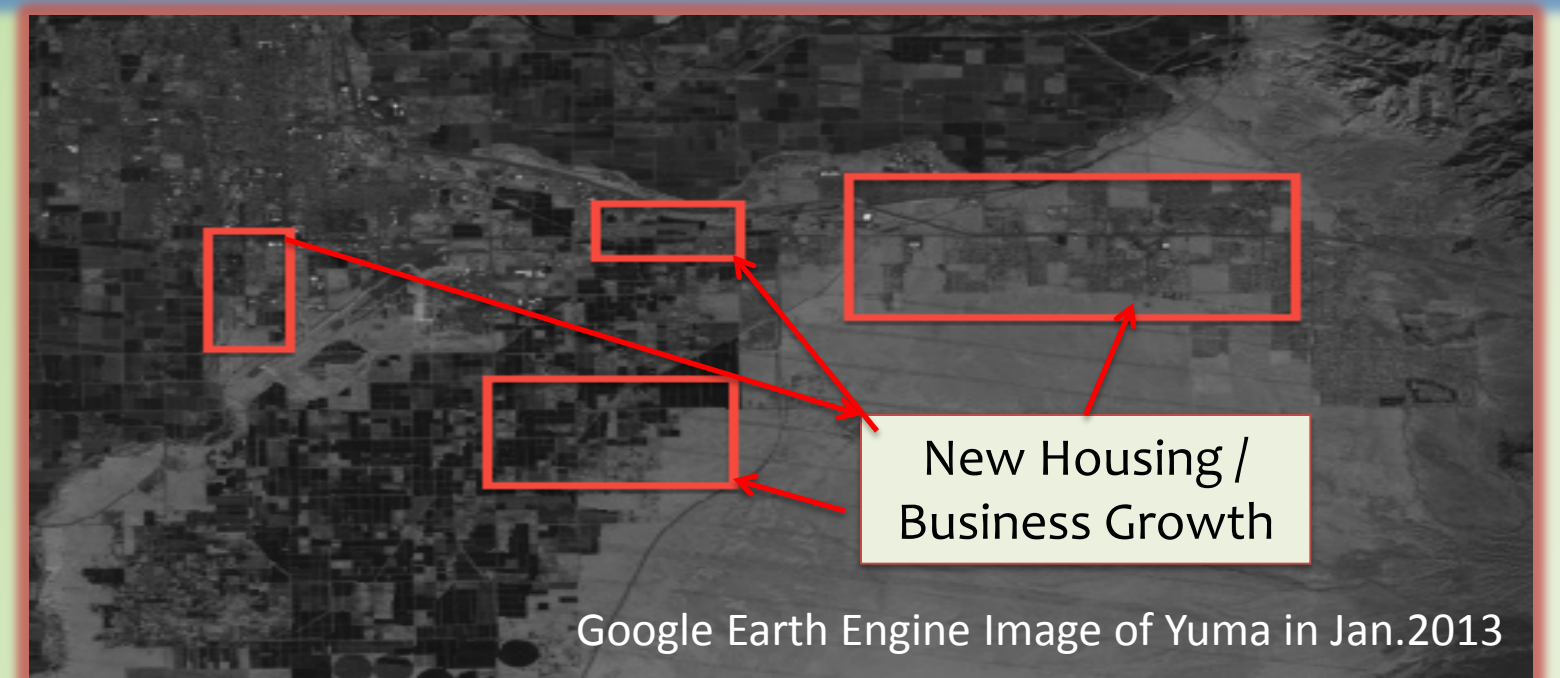 New Housing /
Business Growth
Google Earth Engine Image of Yuma in Jan.2013